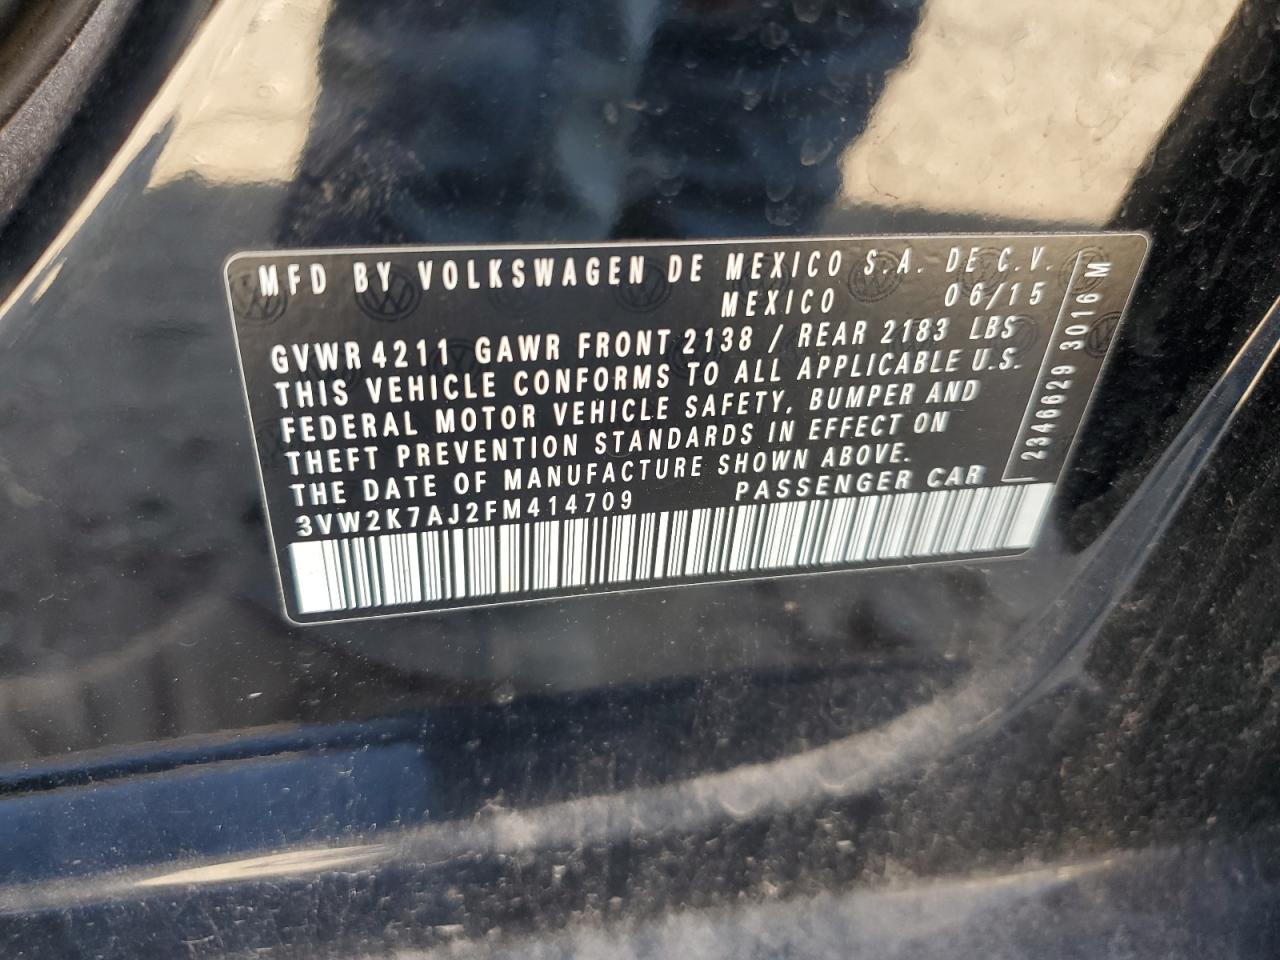 MFD BY VOLKSWAGEN DE MEXICO S.A. DE C.V.
MEXICO 06/15
GVWR 4211 GAWR FRONT 2138 / REAR 2183 LBS
THIS VEHICLE CONFORMS TO ALL APPLICABLE U.S.
FEDERAL MOTOR VEHICLE SAFETY, BUMPER AND
THEFT PREVENTION STANDARDS IN EFFECT ON
THE DATE OF MANUFACTURE SHOWN ABOVE.
3VW2K7AJ2FM414709 PASSENGER CAR
2346629 3016 M